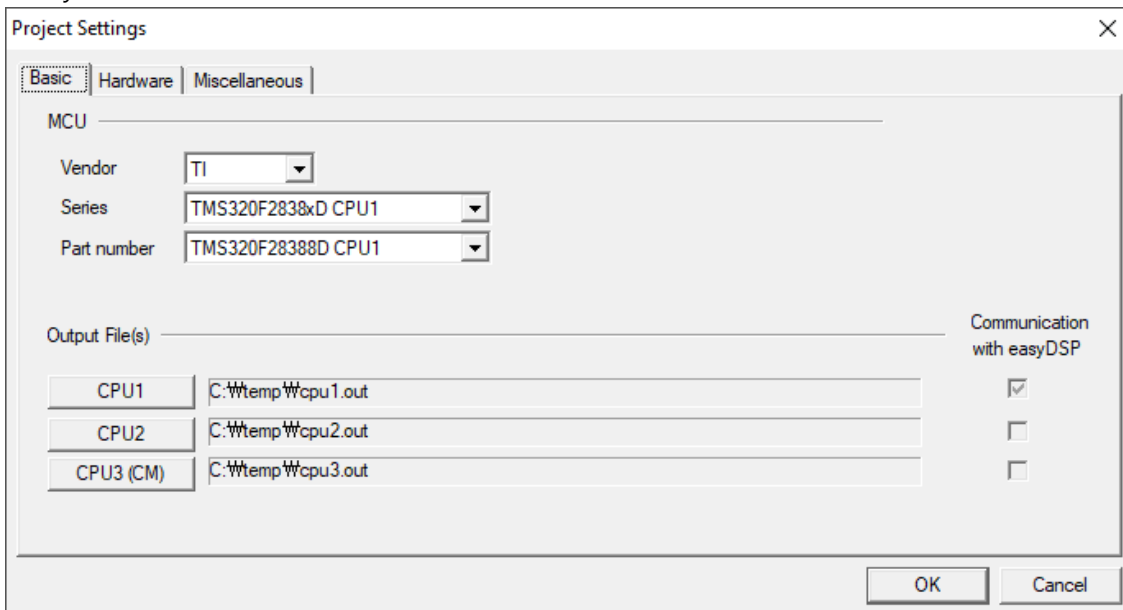 Project Settings
Basic Hardware Miscellaneous
MCU
Vendor TI
Series TMS320F2838xD CPU1
Part number TMS320F28388D CPU1
Output File(s)
Communication
with easyDSP
CPU1 C:₩temp₩cpu1.out
CPU2 C:₩temp₩cpu2.out
CPU3 (CM) C:₩temp₩cpu3.out
OK Cancel